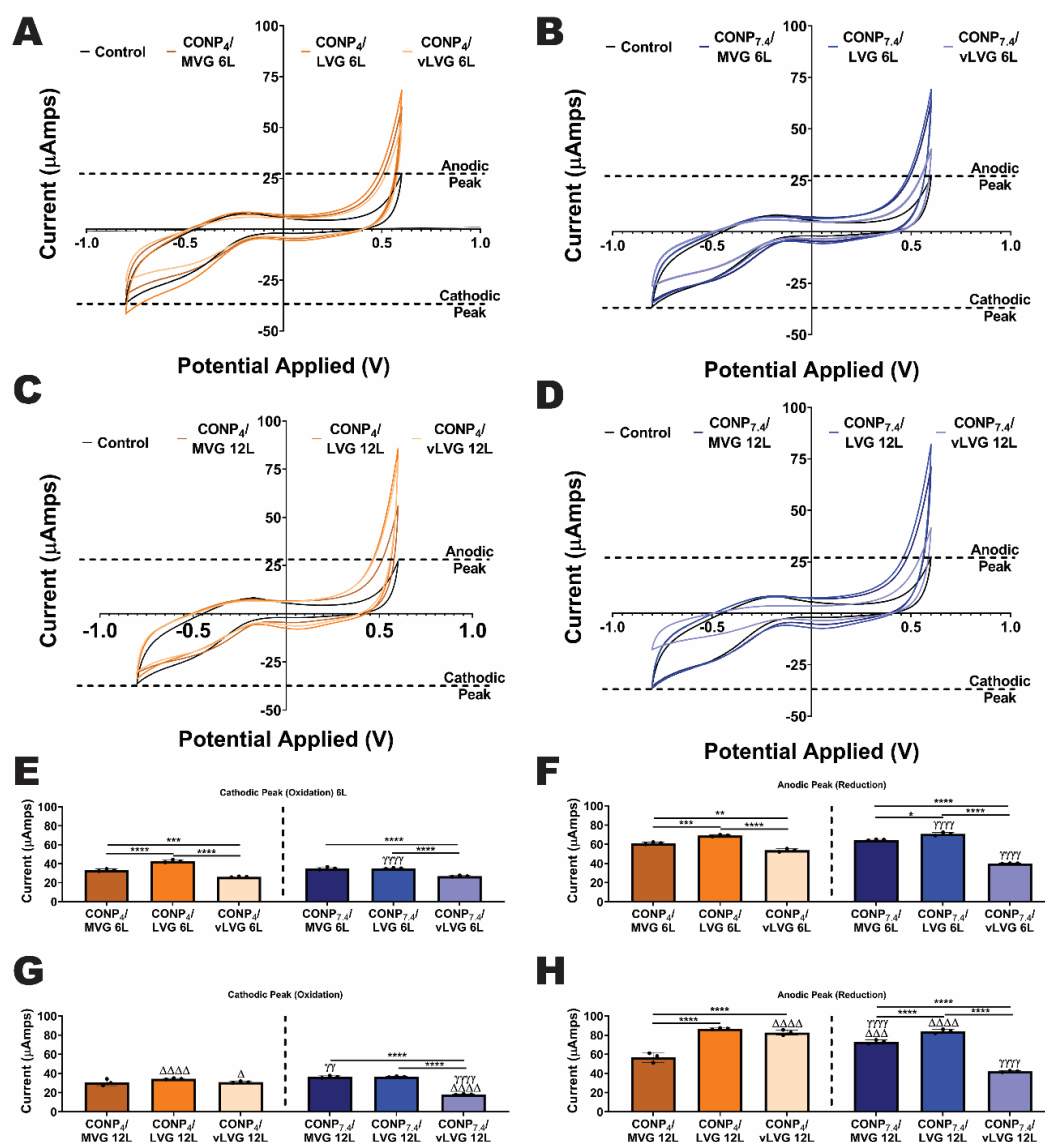 A
Control
CONP4/
MVG 6L
CONP4/
LVG 6L
CONP4/
vLVG 6L
Current (µAmps)
100
75
50
25
-25
-50
-1.0
-0.5
0.5
1.0
Anodic
Peak
Cathodic
Peak
Potential Applied (V)
B
Control
CONP7.4/
MVG 6L
CONP7.4/
LVG 6L
CONP7.4/
vLVG 6L
Current (µAmps)
100
75
50
25
-25
-50
-1.0
-0.5
0.5
1.0
Anodic
Peak
Cathodic
Peak
Potential Applied (V)
C
Control
CONP4/
MVG 12L
CONP4/
LVG 12L
CONP4/
vLVG 12L
Current (µAmps)
100
75
50
25
-25
-50
-1.0
-0.5
0.5
1.0
Anodic
Peak
Cathodic
Peak
Potential Applied (V)
D
Control
CONP7.4/
MVG 12L
CONP7.4/
LVG 12L
CONP7.4/
vLVG 12L
Current (µAmps)
100
75
50
25
-25
-50
-1.0
-0.5
0.5
1.0
Anodic
Peak
Cathodic
Peak
Potential Applied (V)
E
Cathodic Peak (Oxidation) 6L
Current (µAmps)
100
80
60
40
20
0
***
****
****
****
****
γγγγ
CONP4/
MVG 6L
CONP4/
LVG 6L
CONP4/
vLVG 6L
CONP7.4/
MVG 6L
CONP7.4/
LVG 6L
CONP7.4/
vLVG 6L
F
Anodic Peak (Reduction)
Current (µAmps)
100
80
60
40
20
0
**
***
****
****
*
****
γγγγ
γγγγ
CONP4/
MVG 6L
CONP4/
LVG 6L
CONP4/
vLVG 6L
CONP7.4/
MVG 6L
CONP7.4/
LVG 6L
CONP7.4/
vLVG 6L
G
Cathodic Peak (Oxidation)
Current (µAmps)
100
80
60
40
20
0
ΔΔΔΔ
Δ
γγ
****
****
γγγγ
ΔΔΔΔ
CONP4/
MVG 12L
CONP4/
LVG 12L
CONP4/
vLVG 12L
CONP7.4/
MVG 12L
CONP7.4/
LVG 12L
CONP7.4/
vLVG 12L
H
Anodic Peak (Reduction)
Current (µAmps)
100
80
60
40
20
0
****
****
ΔΔΔΔ
****
****
****
γγγγ
ΔΔΔ
ΔΔΔΔ
γγγγ
CONP4/
MVG 12L
CONP4/
LVG 12L
CONP4/
vLVG 12L
CONP7.4/
MVG 12L
CONP7.4/
LVG 12L
CONP7.4/
vLVG 12L